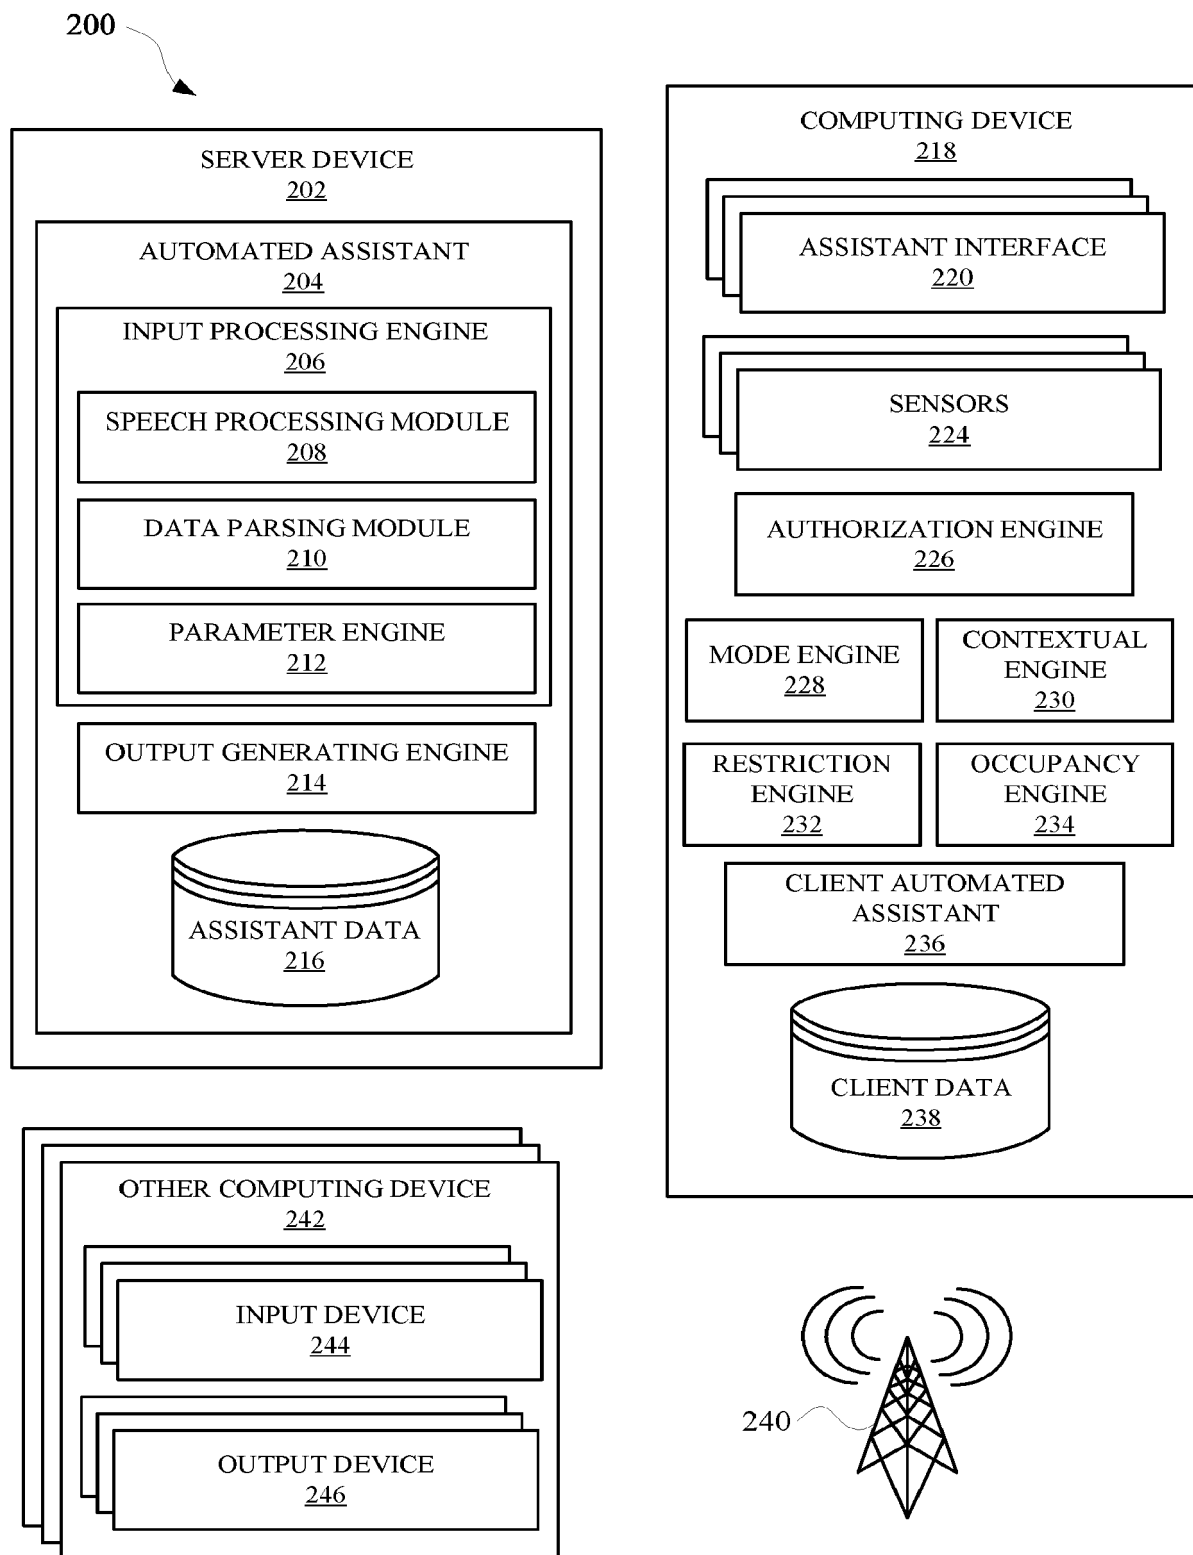 200
SERVER DEVICE
202
AUTOMATED ASSISTANT
204
INPUT PROCESSING ENGINE
206
SPEECH PROCESSING MODULE
208
DATA PARSING MODULE
210
PARAMETER ENGINE
212
OUTPUT GENERATING ENGINE
214
ASSISTANT DATA
216
COMPUTING DEVICE
218
ASSISTANT INTERFACE
220
SENSORS
224
AUTHORIZATION ENGINE
226
MODE ENGINE
228
CONTEXTUAL
ENGINE
230
RESTRICTION
ENGINE
232
OCCUPANCY
ENGINE
234
CLIENT AUTOMATED
ASSISTANT
236
CLIENT DATA
238
OTHER COMPUTING DEVICE
242
INPUT DEVICE
244
OUTPUT DEVICE
246
240